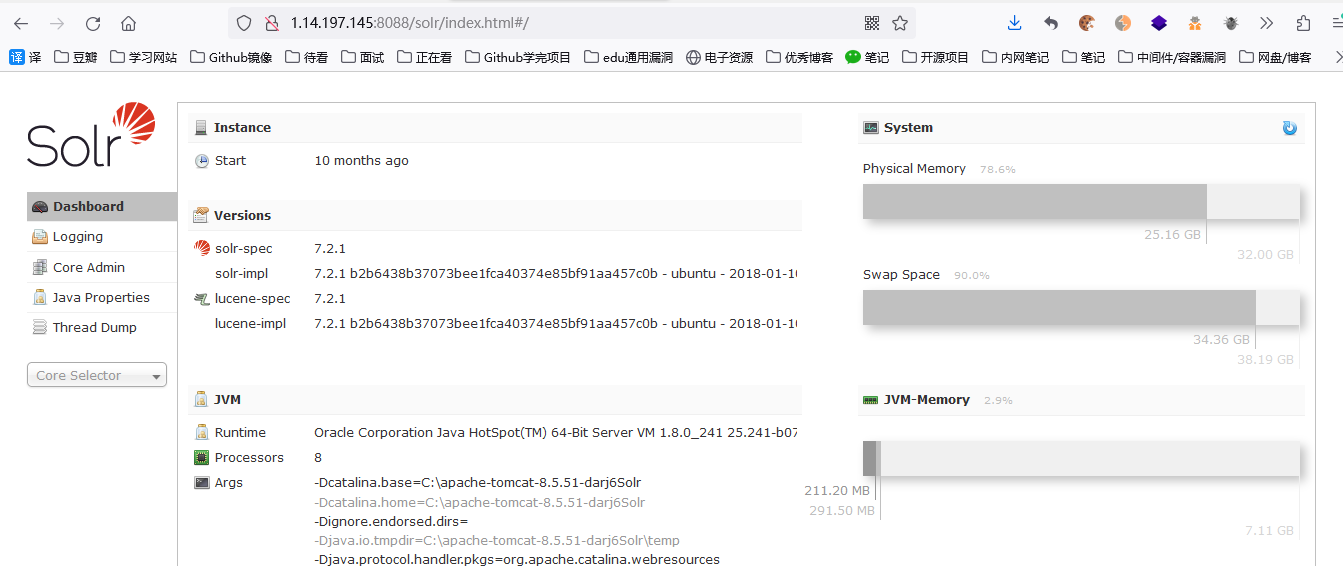 1.14.197.145:8088/solr/index.html#/
译 译 豆瓣 学习网站 Github镜像 待看 面试 正在看 Github学完项目 edu通用漏洞 电子资源 优秀博客 笔记 开源项目 内网笔记 笔记 中间件/容器漏洞 网盘/博客
Solr
Dashboard
Logging
Core Admin
Java Properties
Thread Dump
Core Selector
Instance
Start 10 months ago
Versions
solr-spec 7.2.1
solr-impl 7.2.1 b2b6438b37073bee1fca40374e85bf91aa457c0b - ubuntu - 2018-01-10
lucene-spec 7.2.1
lucene-impl 7.2.1 b2b6438b37073bee1fca40374e85bf91aa457c0b - ubuntu - 2018-01-10
JVM
Runtime Oracle Corporation Java HotSpot(TM) 64-Bit Server VM 1.8.0_241 25.241-b07
Processors 8
Args -Dcatalina.base=C:\apache-tomcat-8.5.51-darj6Solr
-Dcatalina.home=C:\apache-tomcat-8.5.51-darj6Solr
-Dignore.endorsed.dirs=
-Djava.io.tmpdir=C:\apache-tomcat-8.5.51-darj6Solr\temp
-Djava.protocol.handler.pkgs=org.apache.catalina.webresources
System
Physical Memory 78.6%
25.16 GB
32.00 GB
Swap Space 90.0%
34.36 GB
38.19 GB
JVM-Memory 2.9%
211.20 MB
291.50 MB
7.11 GB